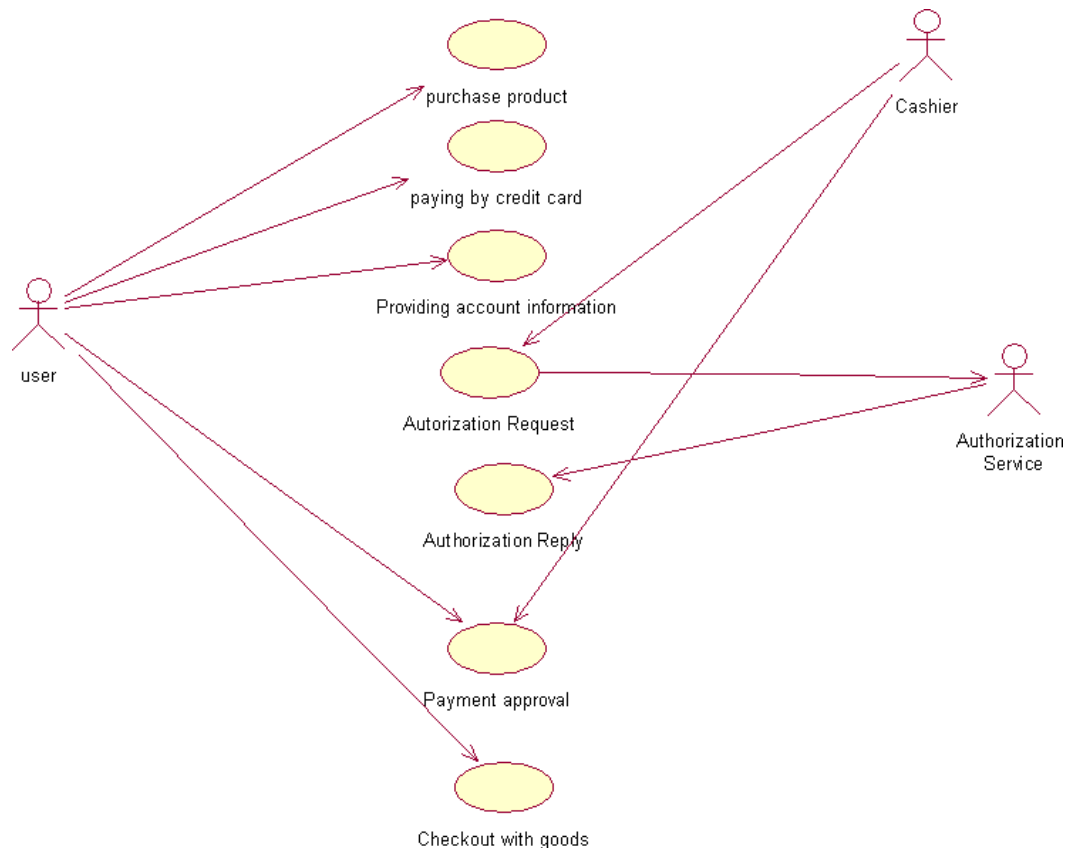 purchase product
Cashier
paying by credit card
Providing account information
user
Autorization Request
Authorization
Service
Authorization Reply
Payment approval
Checkout with goods